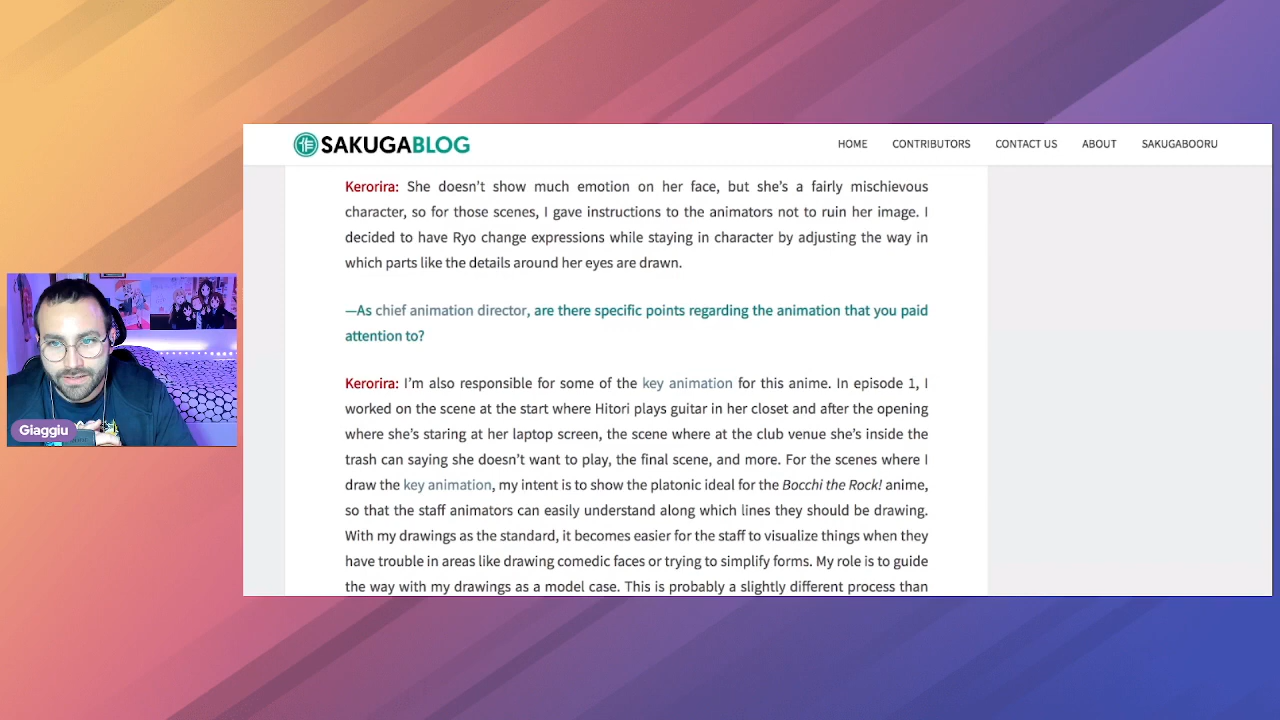 SAKUGABLOG
HOME CONTRIBUTORS CONTACT US ABOUT SAKUGABOORU
Kerorira: She doesn't show much emotion on her face, but she's a fairly mischievous
character, so for those scenes, I gave instructions to the animators not to ruin her image. I
decided to have Ryo change expressions while staying in character by adjusting the way in
which parts like the details around her eyes are drawn.
—As chief animation director, are there specific points regarding the animation that you paid
attention to?
Kerorira: I'm also responsible for some of the key animation for this anime. In episode 1, I
worked on the scene at the start where Hitori plays guitar in her closet and after the opening
where she's staring at her laptop screen, the scene where at the club venue she's inside the
trash can saying she doesn't want to play, the final scene, and more. For the scenes where I
draw the key animation, my intent is to show the platonic ideal for the Bocchi the Rock! anime,
so that the staff animators can easily understand along which lines they should be drawing.
With my drawings as the standard, it becomes easier for the staff to visualize things when they
have trouble in areas like drawing comedic faces or trying to simplify forms. My role is to guide
the way with my drawings as a model case. This is probably a slightly different process than
Giaggiu